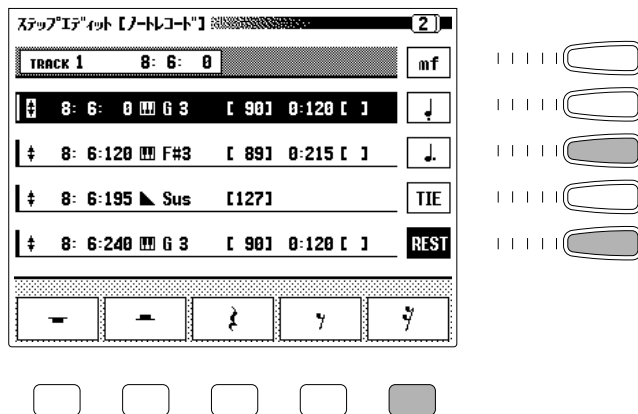 ステップエディット【ノートレコード】 2
TRACK 1 8: 6: 0 mf
8: 6: 0 G 3 [ 90] 0:120 [ ]
8: 6:120 F#3 [ 89] 0:215 [ ]
8: 6:195 Sus [127] TIE
8: 6:240 G 3 [ 90] 0:120 [ ] REST